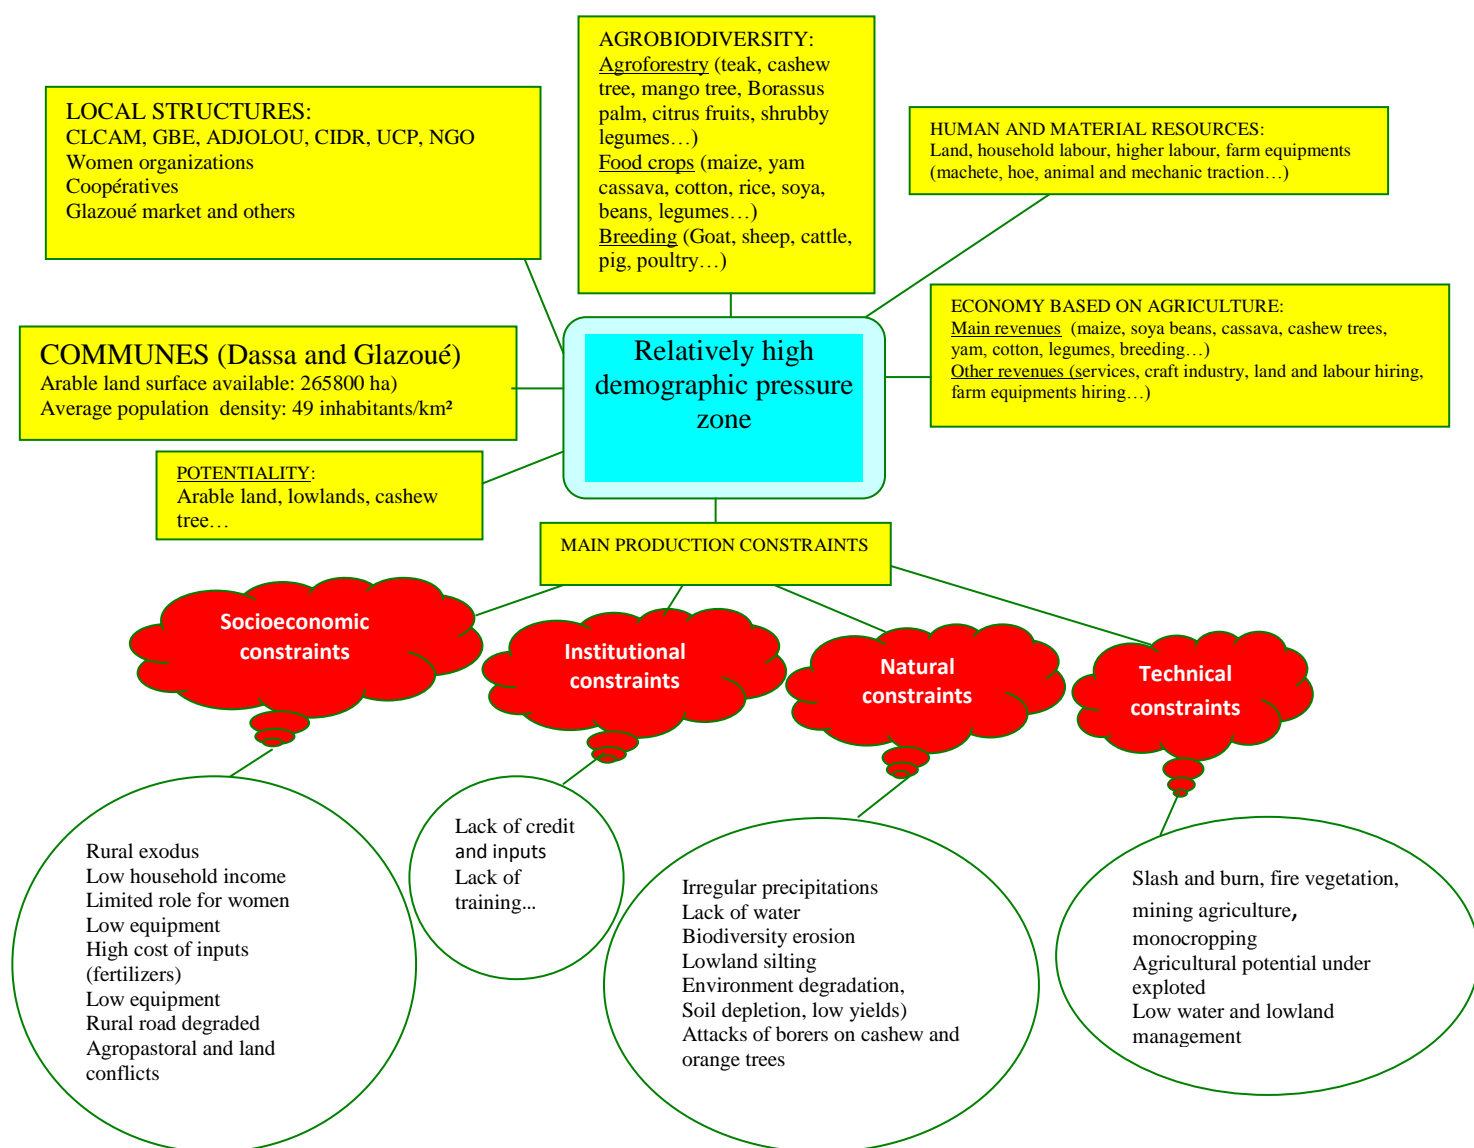 AGROBIODIVERSITY:
Agroforestry (teak, cashew
tree, mango tree, Borassus
palm, citrus fruits, shrubby
legumes…)
Food crops (maize, yam
cassava, cotton, rice, soya,
beans, legumes…)
Breeding (Goat, sheep, cattle,
pig, poultry…)
LOCAL STRUCTURES:
CLCAM, GBE, ADJOLOU, CIDR, UCP, NGO
Women organizations
Coopératives
Glazoué market and others
HUMAN AND MATERIAL RESOURCES:
Land, household labour, higher labour, farm equipments
(machete, hoe, animal and mechanic traction…)
ECONOMY BASED ON AGRICULTURE:
Main revenues (maize, soya beans, cassava, cashew trees,
yam, cotton, legumes, breeding…)
Other revenues (services, craft industry, land and labour hiring,
farm equipments hiring…)
COMMUNES (Dassa and Glazoué)
Arable land surface available: 265800 ha)
Average population density: 49 inhabitants/km²
Relatively high
demographic pressure
zone
POTENTIALITY:
Arable land, lowlands, cashew
tree…
MAIN PRODUCTION CONSTRAINTS
Socioeconomic
constraints
Institutional
constraints
Natural
constraints
Technical
constraints
Rural exodus
Low household income
Limited role for women
Low equipment
High cost of inputs
(fertilizers)
Low equipment
Rural road degraded
Agropastoral and land
conflicts
Lack of credit
and inputs
Lack of
training...
Irregular precipitations
Lack of water
Biodiversity erosion
Lowland silting
Environment degradation,
Soil depletion, low yields)
Attacks of borers on cashew and
orange trees
Slash and burn, fire vegetation,
mining agriculture,
monocropping
Agricultural potential under
exploted
Low water and lowland
management